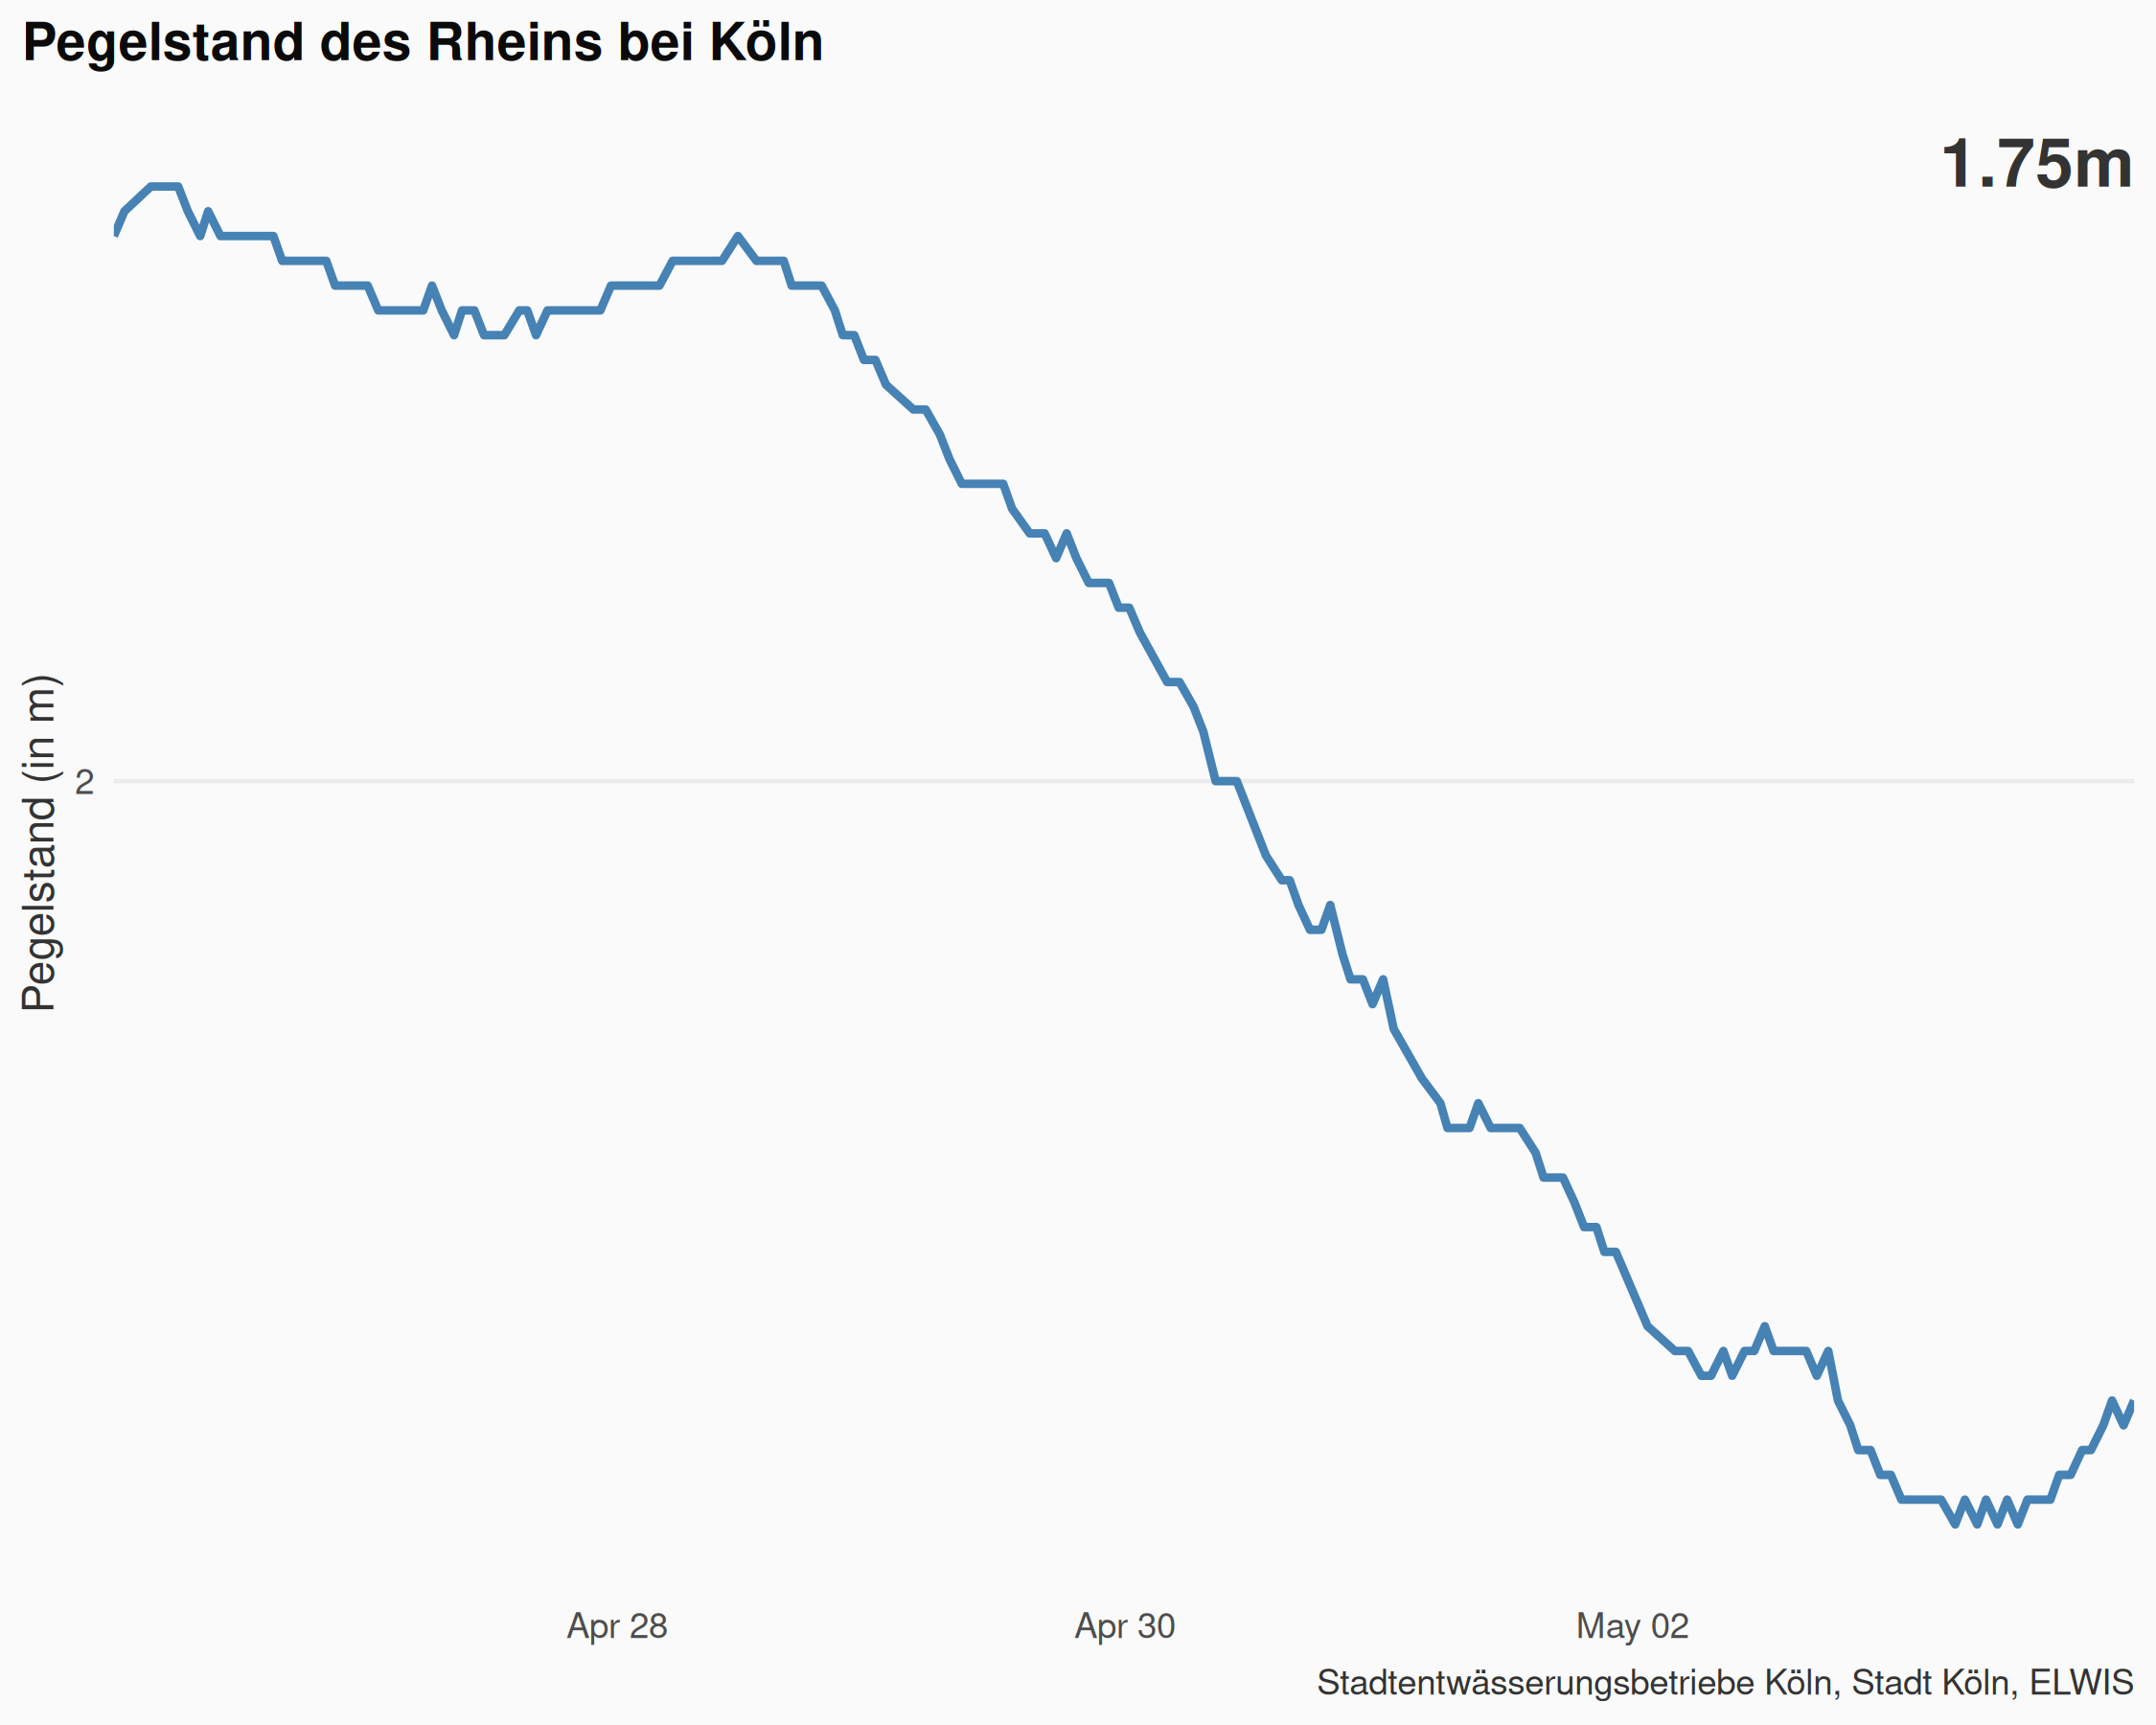 Pegelstand des Rheins bei Köln
1.75m
Pegelstand (in m)
2
Apr 28
Apr 30
May 02
Stadtentwässerungsbetriebe Köln, Stadt Köln, ELWIS